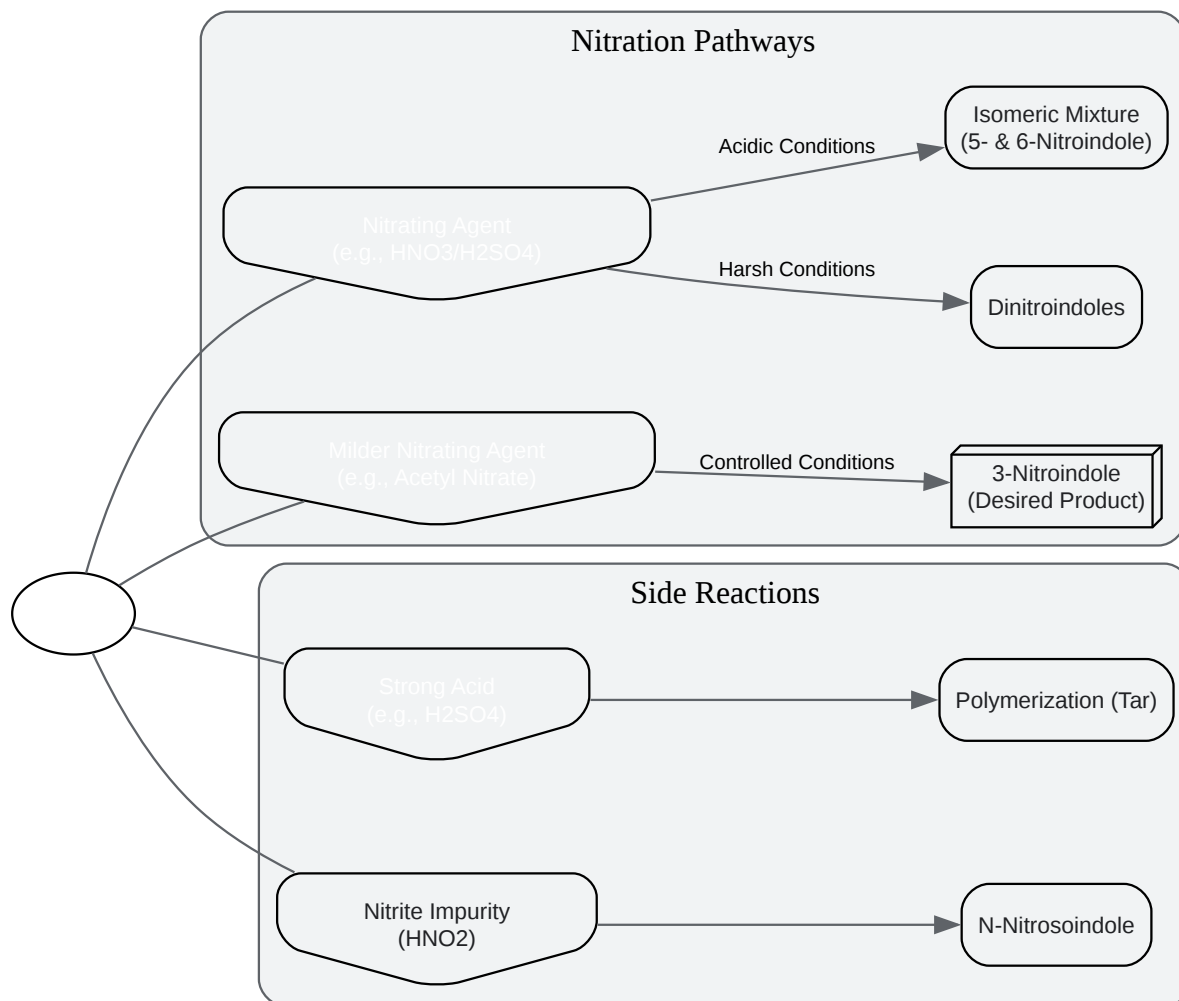 Nitration Pathways
Isomeric Mixture
(5- & 6-Nitroindole)
Acidic Conditions
Nitrating Agent
(e.g., HNO3/H2SO4)
Harsh Conditions
Dinitroindoles
Milder Nitrating Agent
(e.g., Acetyl Nitrate)
Controlled Conditions
3-Nitroindole
(Desired Product)
Side Reactions
Strong Acid
(e.g., H2SO4)
Polymerization (Tar)
Nitrite Impurity
(HNO2)
N-Nitrosoindole